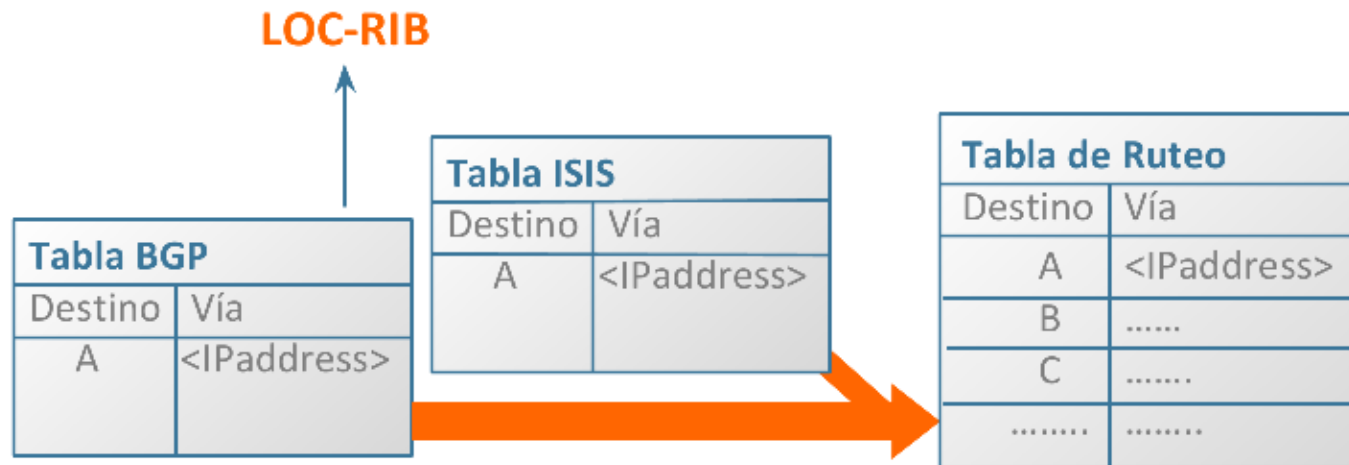 LOC-RIB
Tabla BGP
Destino Vía
A <IPaddress>
Tabla ISIS
Destino Vía
A <IPaddress>
Tabla de Ruteo
Destino Vía
A <IPaddress>
B ......
C .......
........ ........